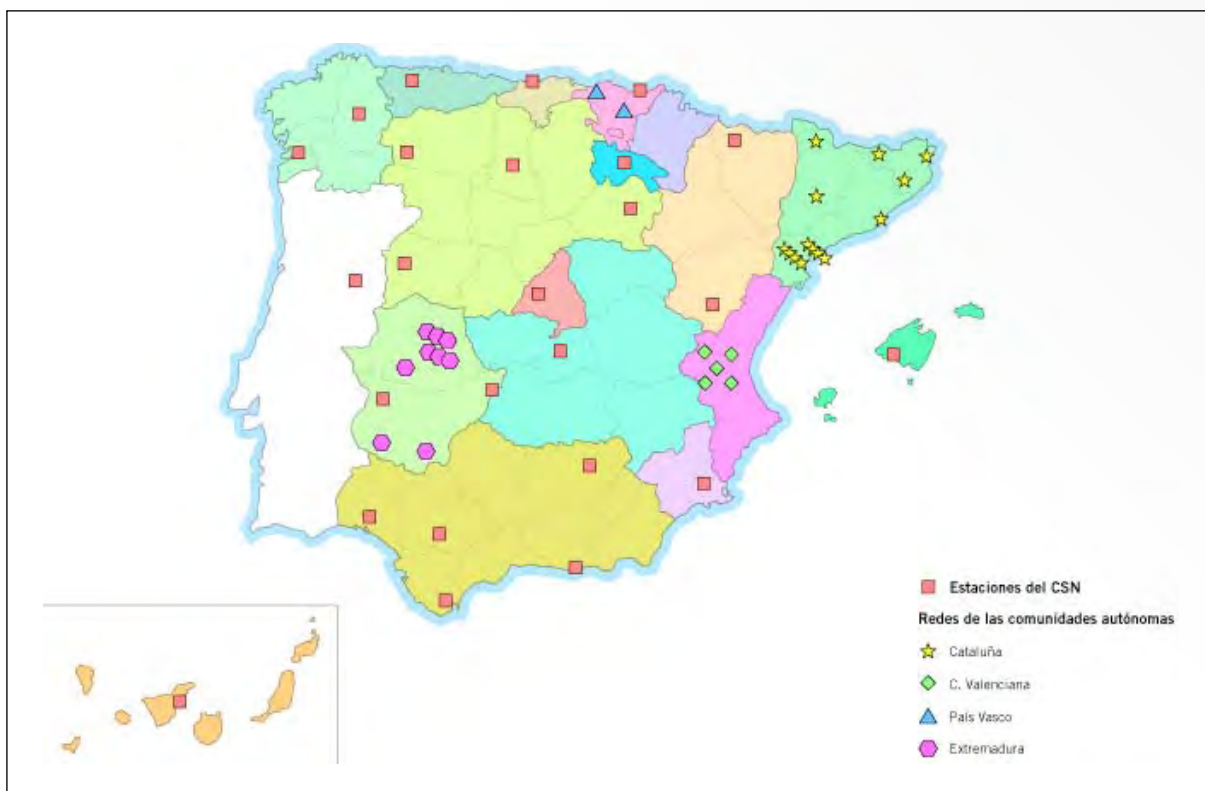 Estaciones del CSN
Redes de las comunidades autónomas
Cataluña
C. Valenciana
País Vasco
Extremadura